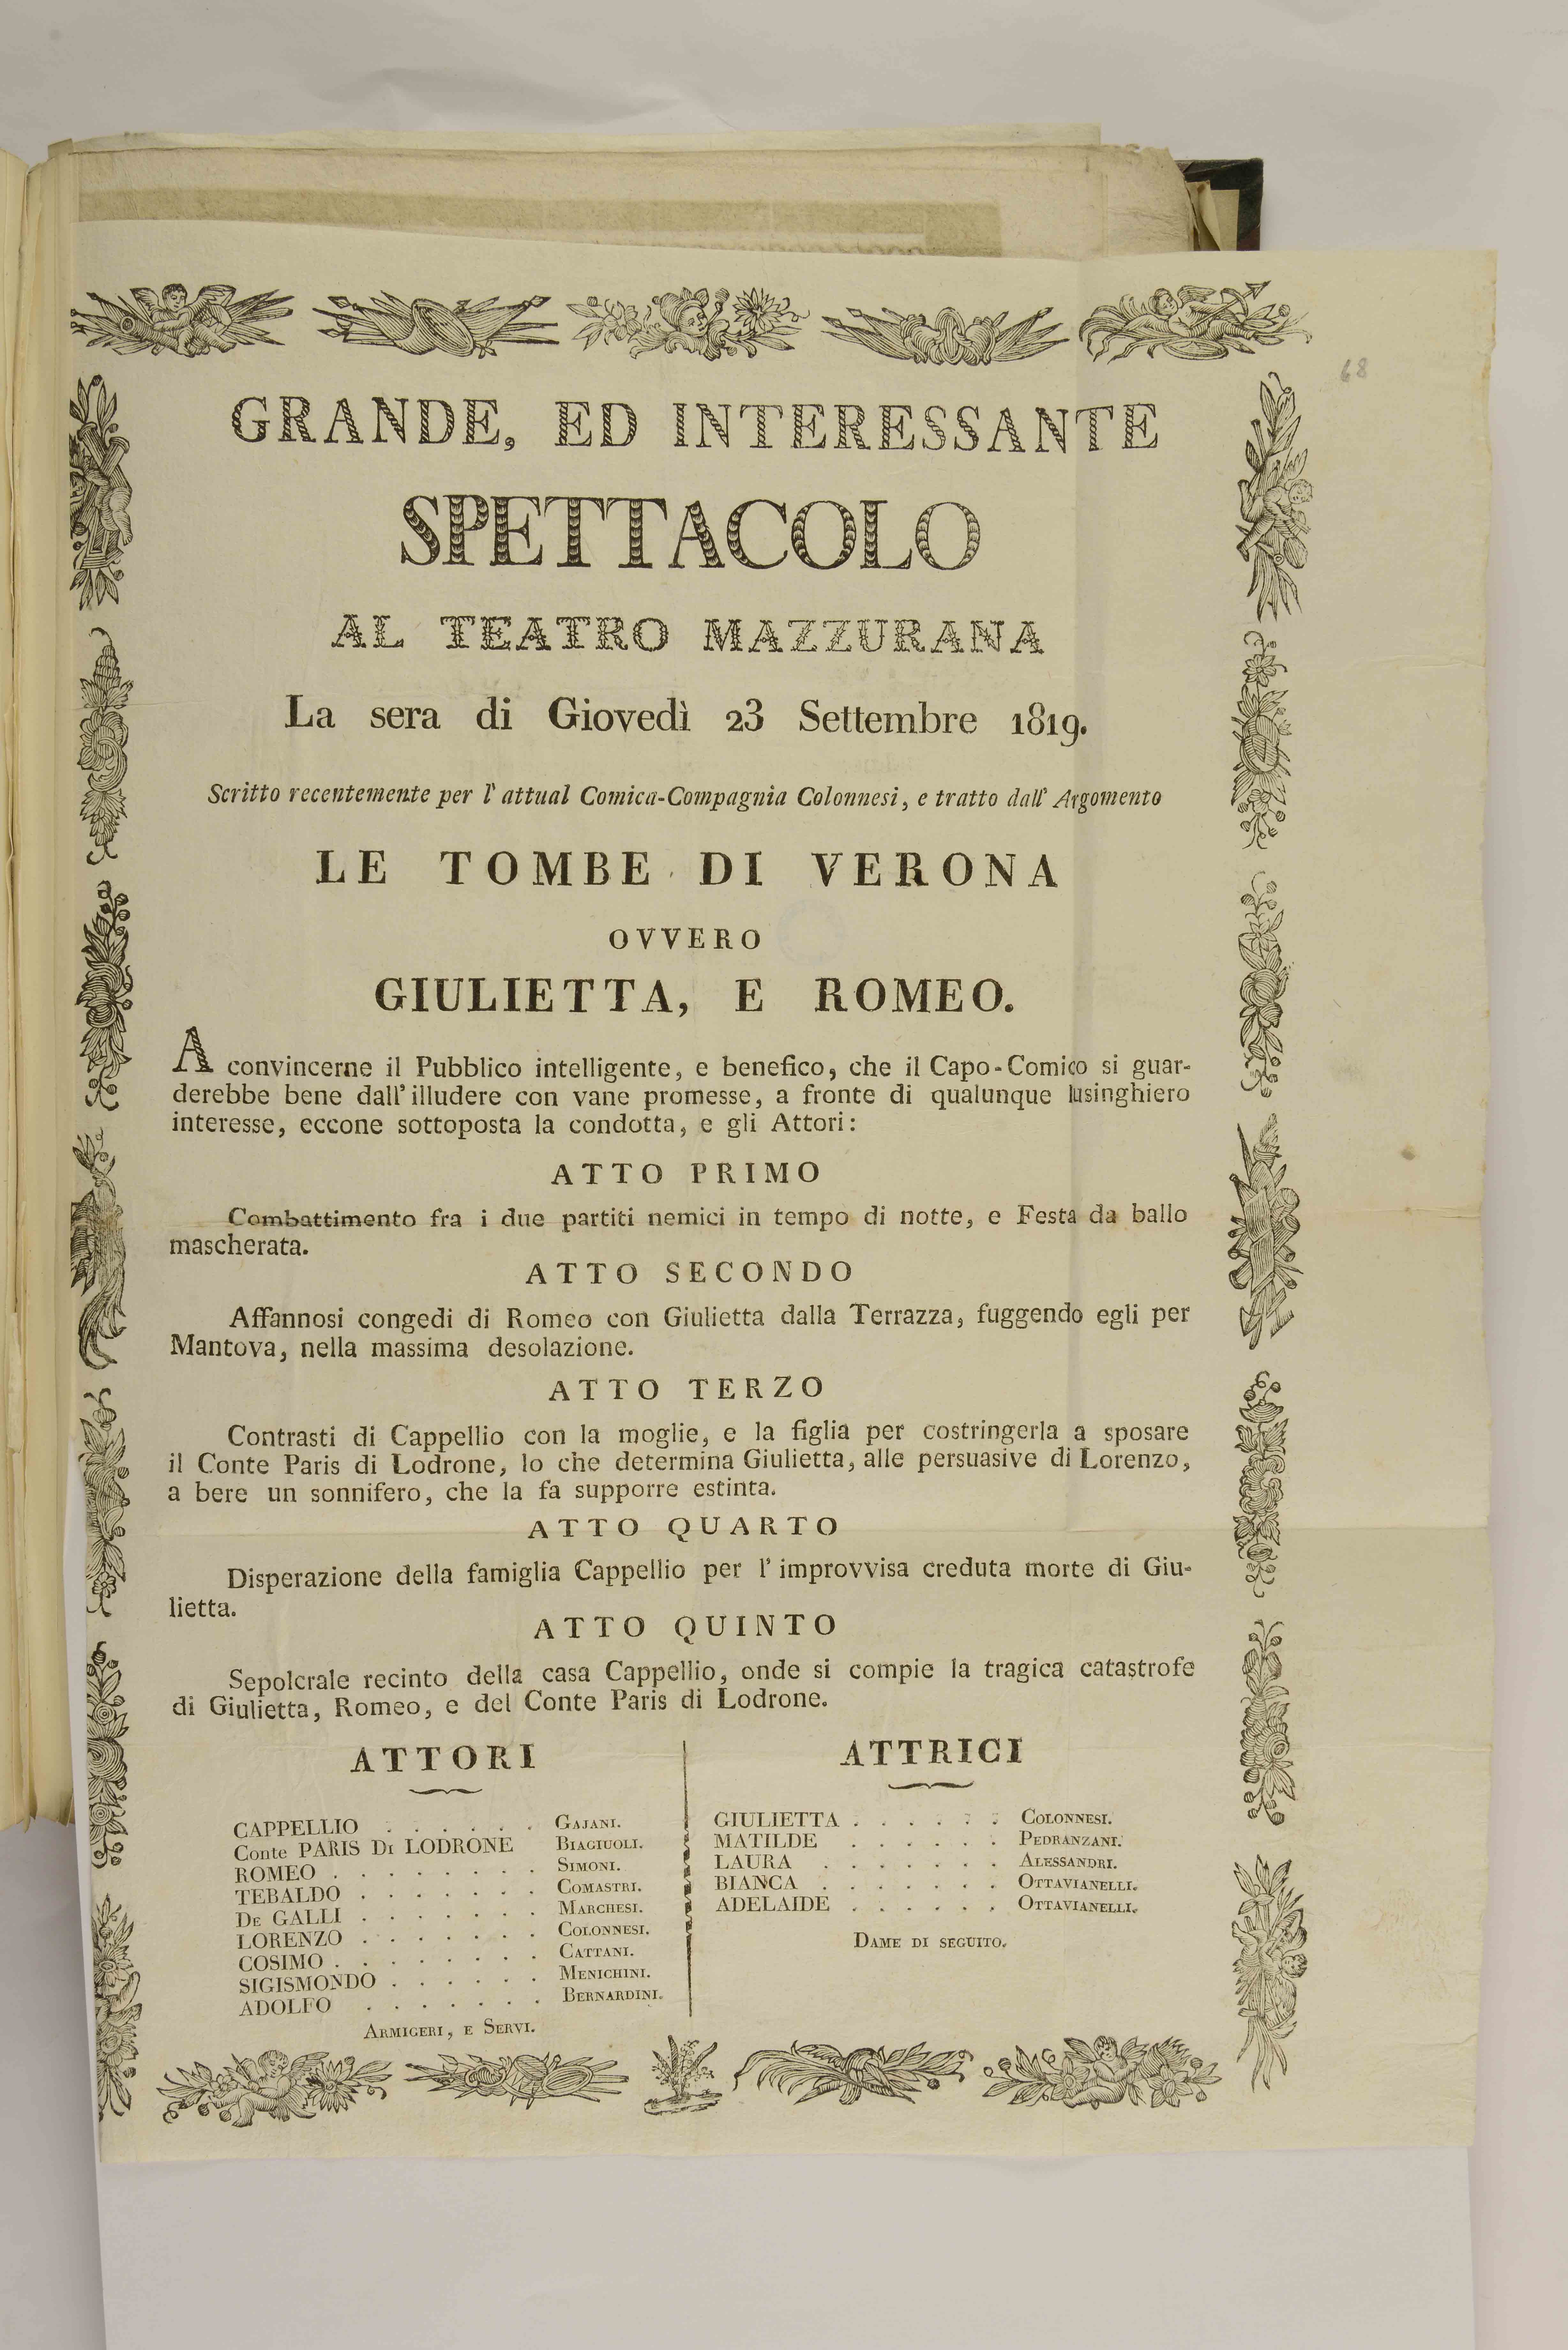 68
GRANDE, ED INTERESSANTE
SPETTACOLO
AL TEATRO MAZZURANA
La sera di Giovedì 23 Settembre 1819.
Scritto recentemente per l' attual Comica-Compagnia Colonnesi, e tratto dall' Argomento
LE TOMBE DI VERONA
OVVERO
GIULIETTA, E ROMEO.
A convincerne il Pubblico intelligente, e benefico, che il Capo-Comico si guar-
derebbe bene dall' illudere con vane promesse, a fronte di qualunque lusinghiero
interesse, eccone sottoposta la condotta, e gli Attori:
ATTO PRIMO
Combattimento fra i due partiti nemici in tempo di notte, e Festa da ballo
mascherata.
ATTO SECONDO
Affannosi congedi di Romeo con Giulietta dalla Terrazza, fuggendo egli per
Mantova, nella massima desolazione.
ATTO TERZO
Contrasti di Cappellio con la moglie, e la figlia per costringerla a sposare
il Conte Paris di Lodrone, lo che determina Giulietta, alle persuasive di Lorenzo,
a bere un sonnifero, che la fa supporre estinta.
ATTO QUARTO
Disperazione della famiglia Cappellio per l' improvvisa creduta morte di Giu-
lietta.
ATTO QUINTO
Sepolcrale recinto della casa Cappellio, onde si compie la tragica catastrofe
di Giulietta, Romeo, e del Conte Paris di Lodrone.
ATTORI
CAPPELLIO . . . . . . GAJANI.
Conte PARIS DI LODRONE BIAGIUOLI.
ROMEO . . . . . . . . SIMONI.
TEBALDO . . . . . . . COMASTRI.
DE GALLI . . . . . . . MARCHESI.
LORENZO . . . . . . . COLONNESI.
COSIMO . . . . . . . . CATTANI.
SIGISMONDO . . . . . . MENICHINI.
ADOLFO . . . . . . . BERNARDINI.
ARMIGERI, E SERVI.
ATTRICI
GIULIETTA . . . . . . COLONNESI.
MATILDE . . . . . . PEDRANZANI.
LAURA . . . . . . . ALESSANDRI.
BIANCA . . . . . . . OTTAVIANELLI.
ADELAIDE . . . . . . OTTAVIANELLI.
DAME DI SEGUITO.